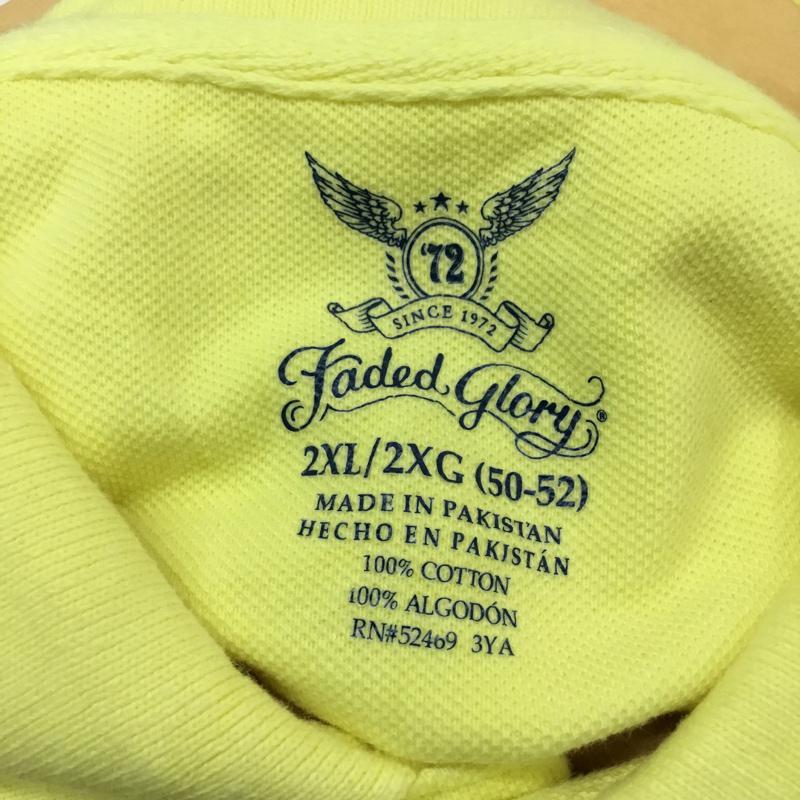 '72
SINCE 1972
Faded Glory®
2XL/2XG (50-52)
MADE IN PAKISTAN
HECHO EN PAKISTÁN
100% COTTON
100% ALGODÓN
RN#52469 3YA